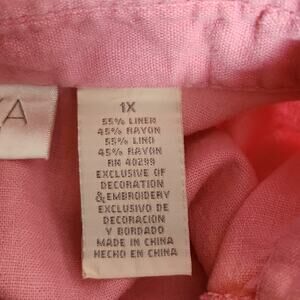 YA
1X
55% LINEN
45% RAYON
55% LINO
45% RAYON
RN 40299
EXCLUSIVE OF
DECORATION
& EMBROIDERY
EXCLUSIVO DE
DECORACION
Y BORDADO
MADE IN CHINA
HECHO EN CHINA